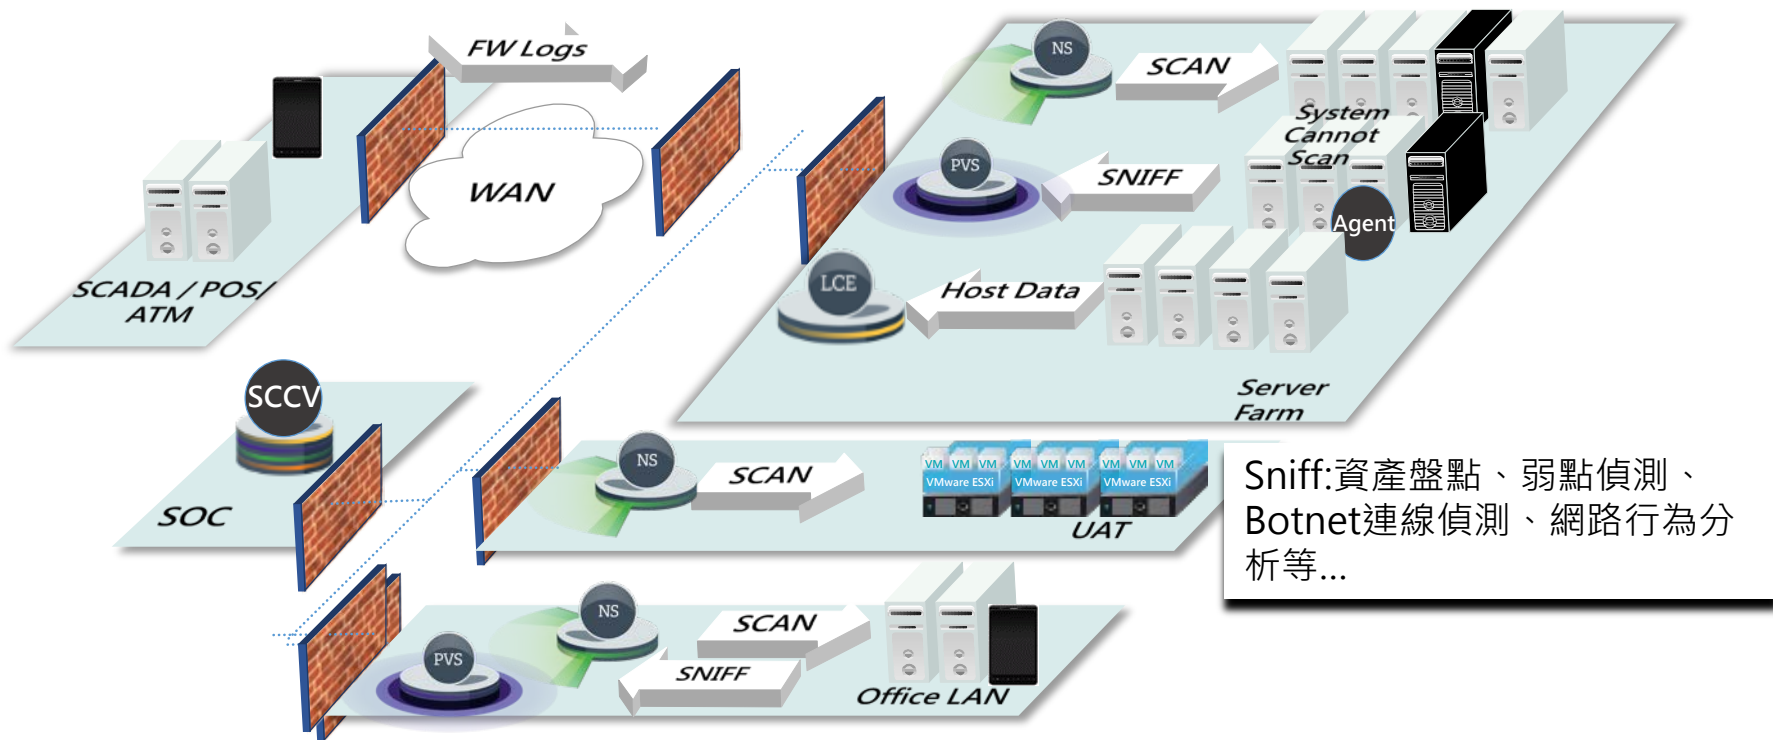 FW Logs
NS
SCAN
System
Cannot
Scan
WAN
PVS
SNIFF
Agent
SCADA / POS/
ATM
LCE
Host Data
Server
Farm
SCCV
SOC
NS
SCAN
VM VM VM VM VM VM VM VM VM
VMware ESXi VMware ESXi VMware ESXi
UAT
Sniff:資產盤點、弱點偵測、
Botnet連線偵測、網路行為分
析等...
NS
SCAN
PVS
SNIFF
Office LAN